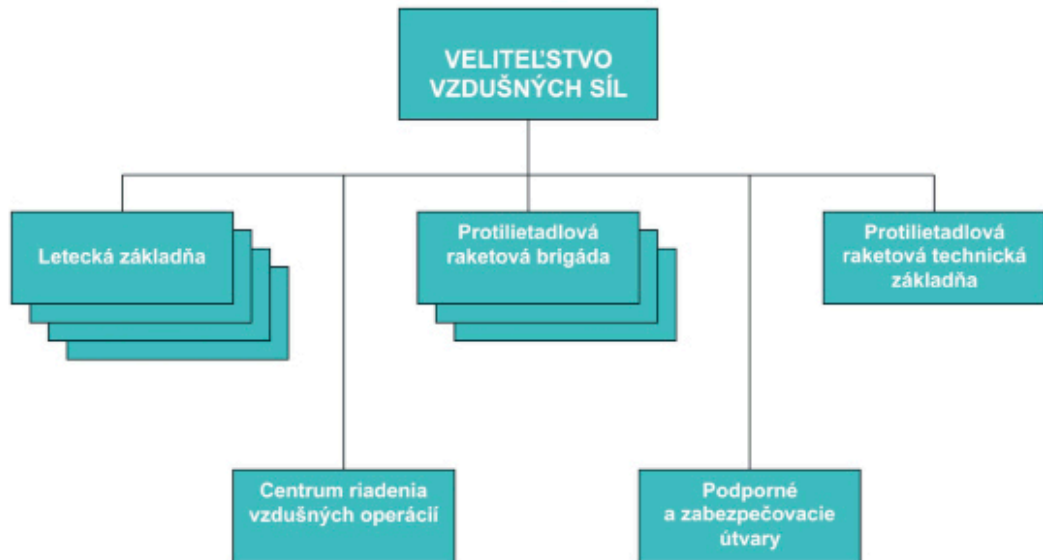 VELITEĽSTVO
VZDUŠNÝCH SÍL
Letecká základňa
Protilietadlová
raketová brigáda
Protilietadlová
raketová technická
základňa
Centrum riadenia
vzdušných operácií
Podporné
a zabezpečovacie
útvary